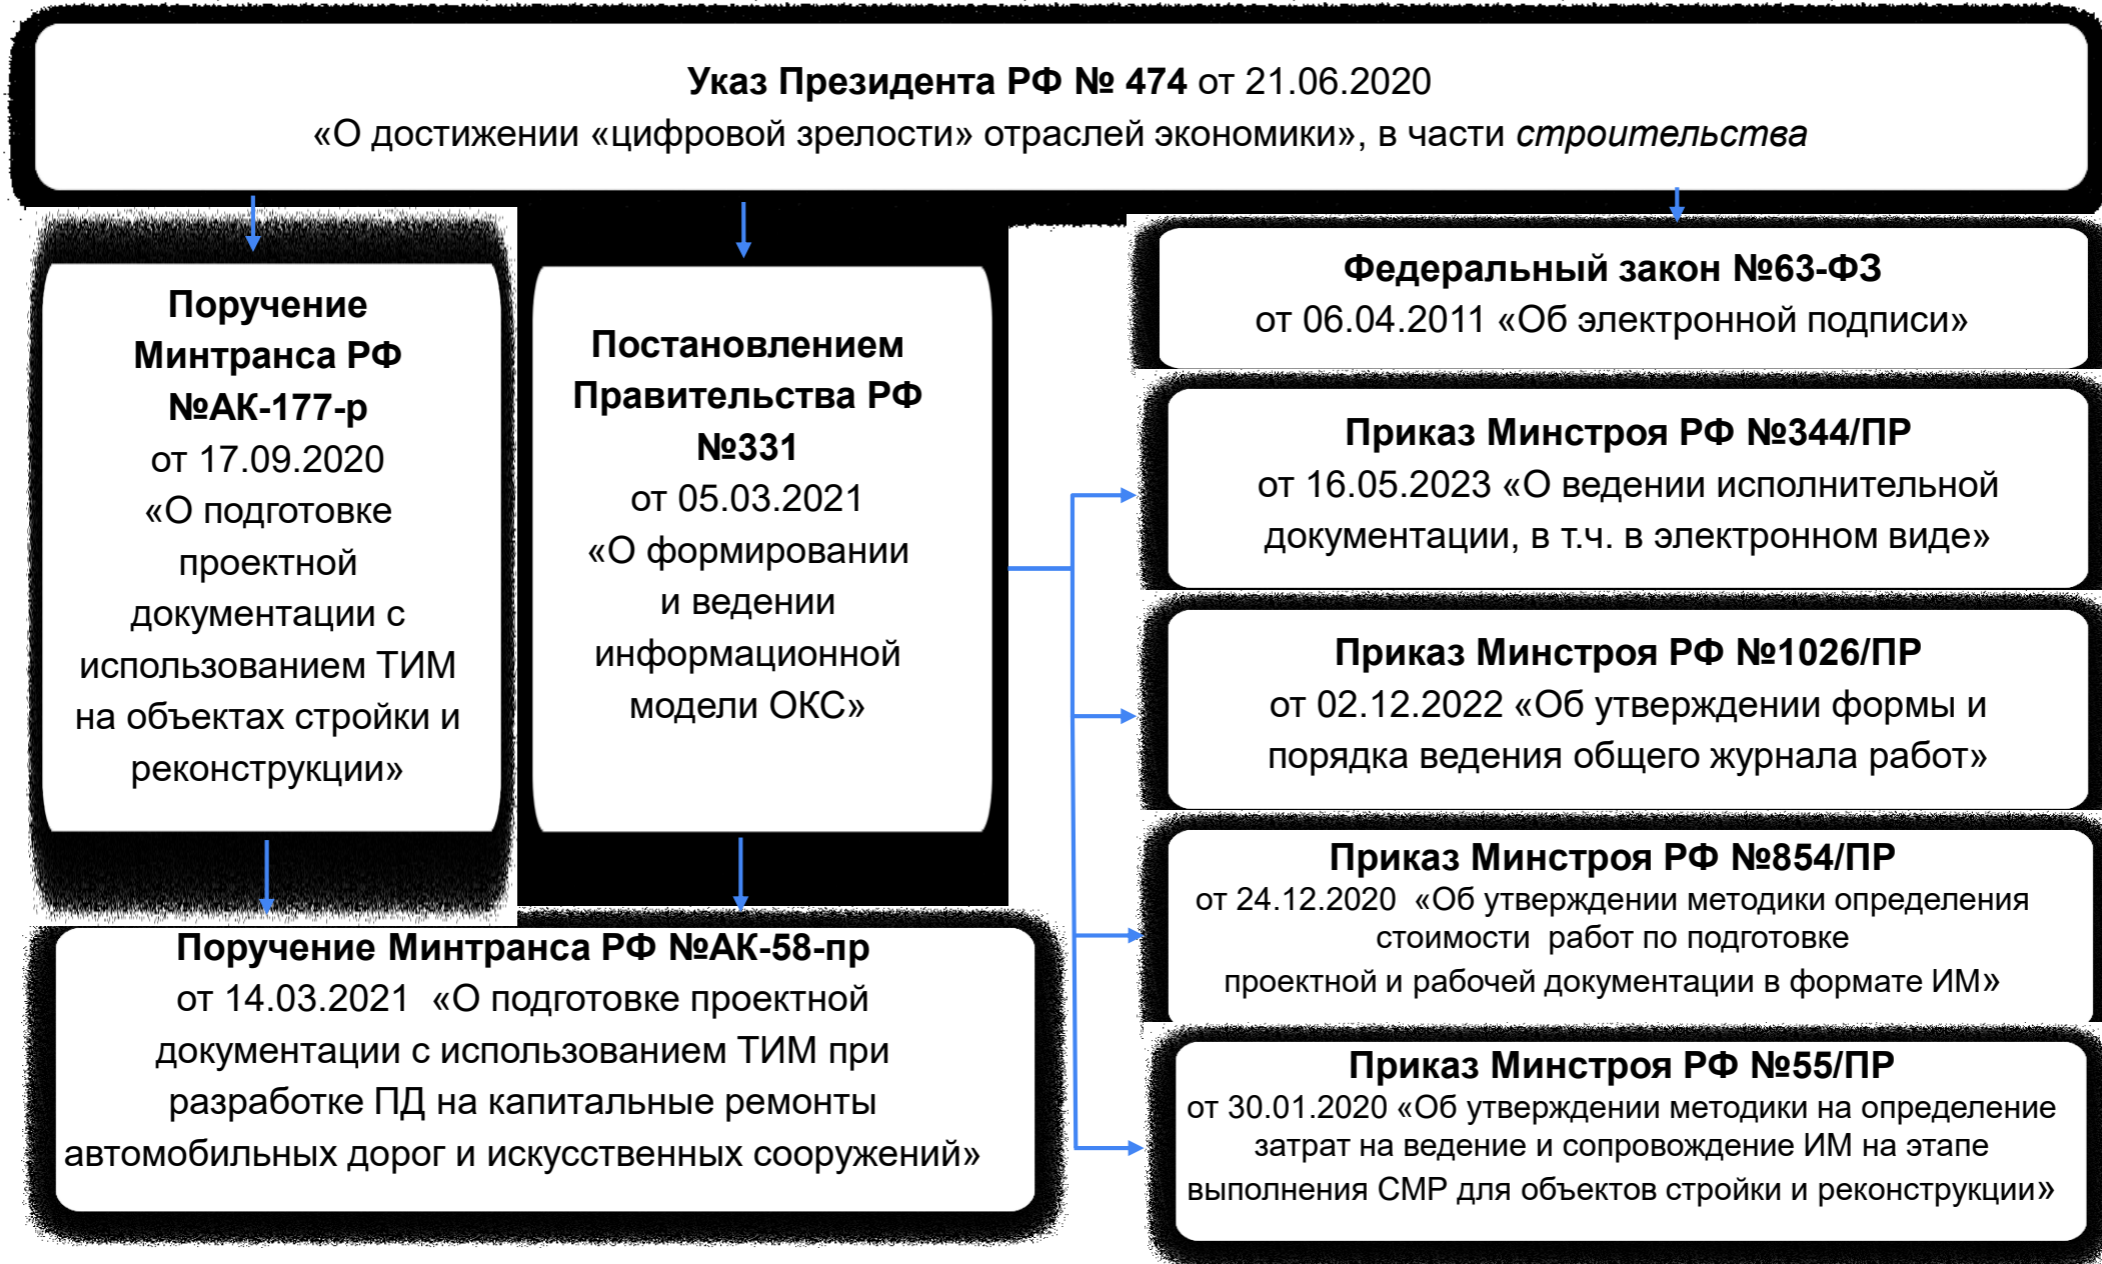 Указ Президента РФ № 474 от 21.06.2020
«О достижении «цифровой зрелости» отраслей экономики», в части строительства
Поручение
Минтранса РФ
№АК-177-р
от 17.09.2020
«О подготовке
проектной
документации с
использованием ТИМ
на объектах стройки и
реконструкции»
Постановлением
Правительства РФ
№331
от 05.03.2021
«О формировании
и ведении
информационной
модели ОКС»
Федеральный закон №63-ФЗ
от 06.04.2011 «Об электронной подписи»
Приказ Минстроя РФ №344/ПР
от 16.05.2023 «О ведении исполнительной
документации, в т.ч. в электронном виде»
Приказ Минстроя РФ №1026/ПР
от 02.12.2022 «Об утверждении формы и
порядка ведения общего журнала работ»
Приказ Минстроя РФ №854/ПР
от 24.12.2020 «Об утверждении методики определения
стоимости работ по подготовке
проектной и рабочей документации в формате ИМ»
Приказ Минстроя РФ №55/ПР
от 30.01.2020 «Об утверждении методики на определение
затрат на ведение и сопровождение ИМ на этапе
выполнения СМР для объектов стройки и реконструкции»
Поручение Минтранса РФ №АК-58-пр
от 14.03.2021 «О подготовке проектной
документации с использованием ТИМ при
разработке ПД на капитальные ремонты
автомобильных дорог и искусственных сооружений»